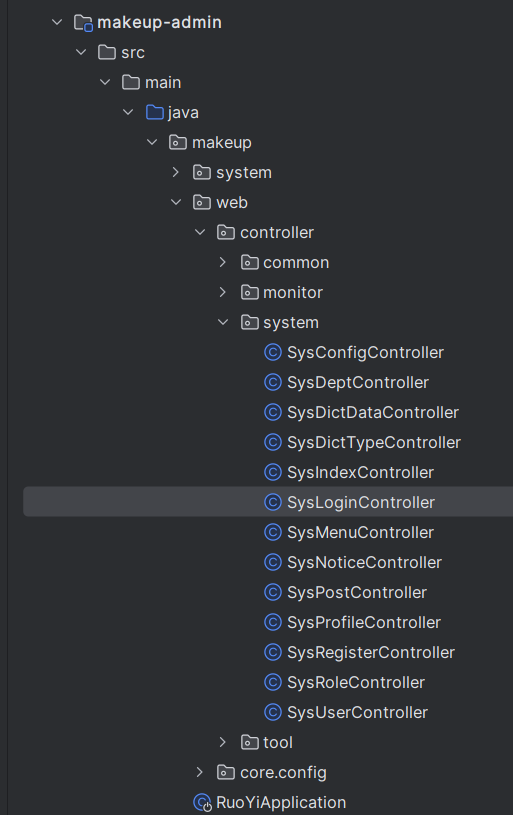 makeup-admin
src
main
java
makeup
system
web
controller
common
monitor
system
SysConfigController
SysDeptController
SysDictDataController
SysDictTypeController
SysIndexController
SysLoginController
SysMenuController
SysNoticeController
SysPostController
SysProfileController
SysRegisterController
SysRoleController
SysUserController
tool
core.config
RuoYiApplication